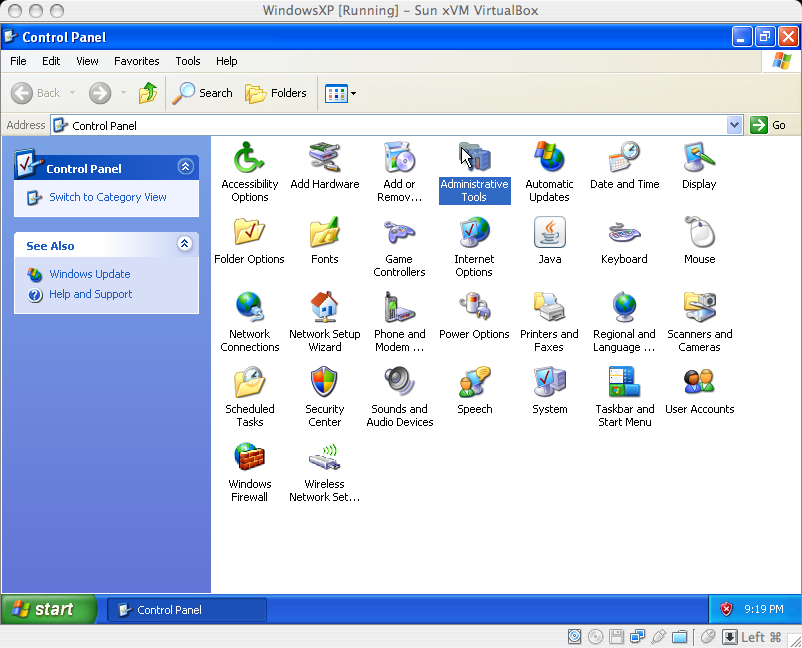 WindowsXP [Running] – Sun xVM VirtualBox
Control Panel
File Edit View Favorites Tools Help
Back Search Folders
Address Control Panel Go
Control Panel
Switch to Category View
See Also
Windows Update
Help and Support
Accessibility
Options
Add Hardware
Add or
Remov...
Administrative
Tools
Automatic
Updates
Date and Time
Display
Folder Options
Fonts
Game
Controllers
Internet
Options
Java
Keyboard
Mouse
Network
Connections
Network Setup
Wizard
Phone and
Modem ...
Power Options
Printers and
Faxes
Regional and
Language ...
Scanners and
Cameras
Scheduled
Tasks
Security
Center
Sounds and
Audio Devices
Speech
System
Taskbar and
Start Menu
User Accounts
Windows
Firewall
Wireless
Network Set...
start Control Panel 9:19 PM
Left ⌘